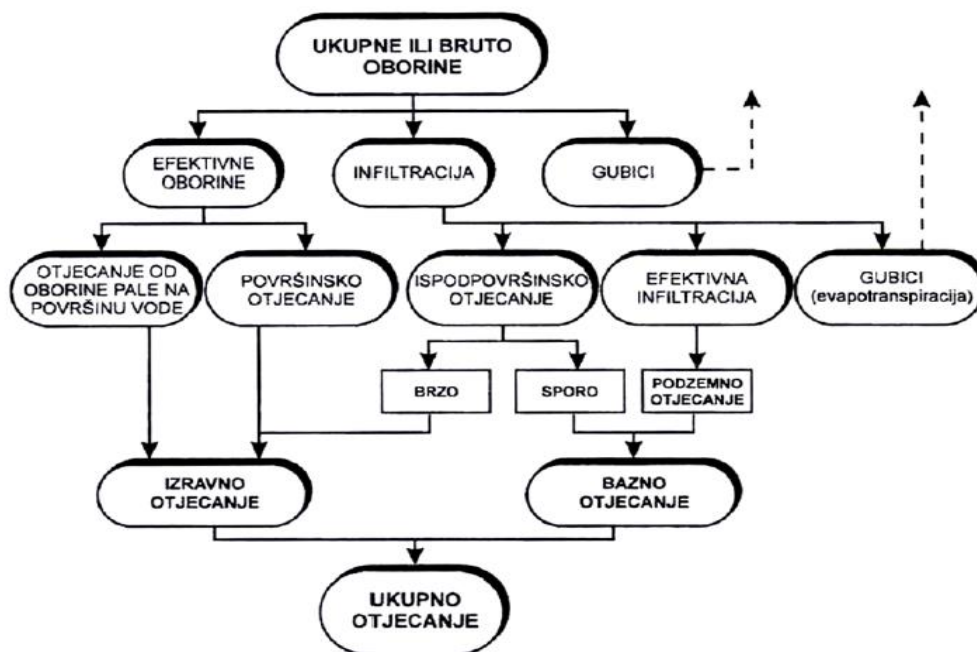 UKUPNE ILI BRUTO
OBORINE
EFEKTIVNE
OBORINE
INFILTRACIJA
GUBICI
OTJECANJE OD
OBORINE PALE NA
POVRŠINU VODE
POVRŠINSKO
OTJECANJE
ISPODPOVRŠINSKO
OTJECANJE
EFEKTIVNA
INFILTRACIJA
GUBICI
(evapotranspiracija)
BRZO
SPORO
PODZEMNO
OTJECANJE
IZRAVNO
OTJECANJE
BAZNO
OTJECANJE
UKUPNO
OTJECANJE